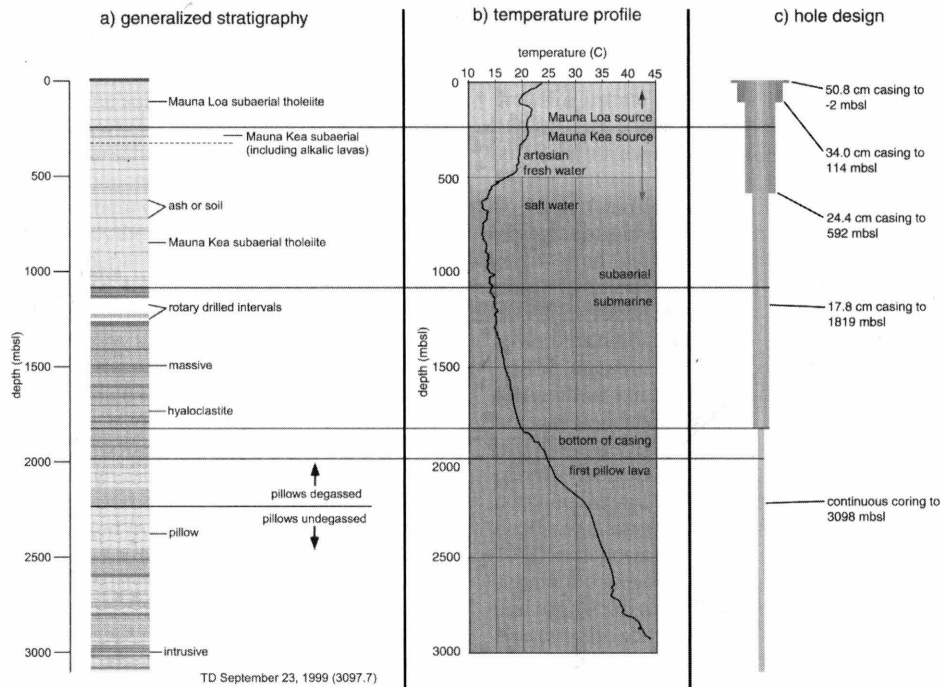 a) generalized stratigraphy
0
500
1000
1500
2000
2500
3000
depth (mbsl)
Mauna Loa subaerial tholeiite
Mauna Kea subaerial
(including alkalic lavas)
ash or soil
Mauna Kea subaerial tholeiite
rotary drilled intervals
massive
hyaloclastite
pillows degassed
pillows undegassed
pillow
intrusive
TD September 23, 1999 (3097.7)
b) temperature profile
temperature (C)
10 15 20 25 30 35 40 45
0
500
1000
1500
2000
2500
3000
depth (mbsl)
Mauna Loa source
Mauna Kea source
artesian
fresh water
salt water
subaerial
submarine
bottom of casing
first pillow lava
c) hole design
50.8 cm casing to
-2 mbsl
34.0 cm casing to
114 mbsl
24.4 cm casing to
592 mbsl
17.8 cm casing to
1819 mbsl
continuous coring to
3098 mbsl